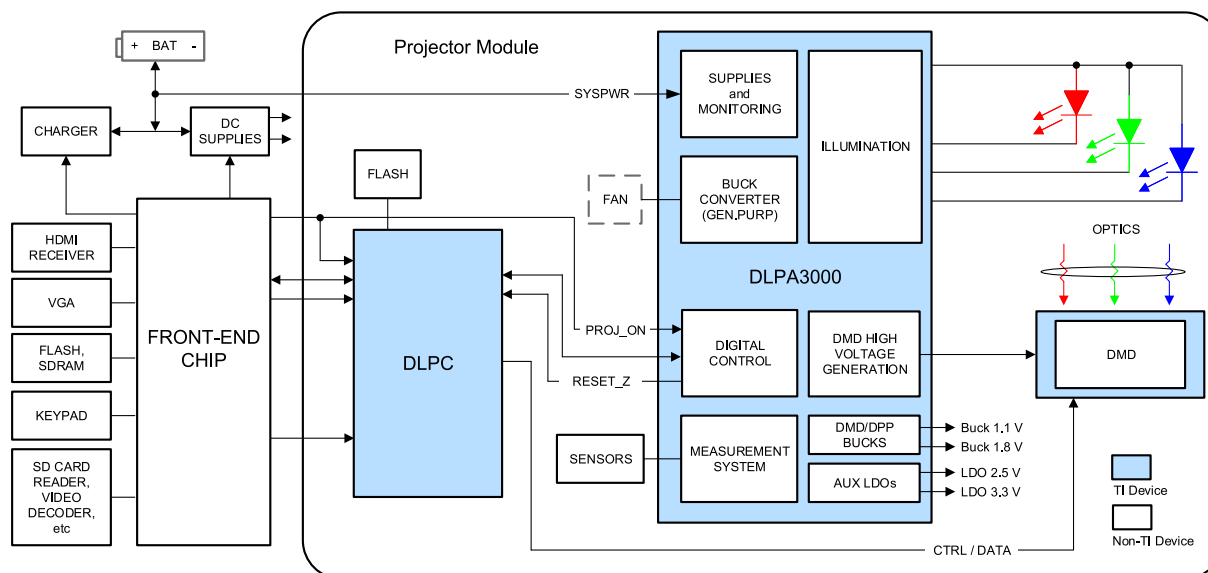 + BAT -
Projector Module
CHARGER
DC
SUPPLIES
SYSPWR
SUPPLIES
and
MONITORING
ILLUMINATION
FLASH
FAN
BUCK
CONVERTER
(GEN.PURP)
HDMI
RECEIVER
VGA
FLASH,
SDRAM
KEYPAD
SD CARD
READER,
VIDEO
DECODER,
etc
FRONT-END
CHIP
DLPC
OPTICS
DLPA3000
PROJ_ON
RESET_Z
DIGITAL
CONTROL
DMD HIGH
VOLTAGE
GENERATION
DMD
SENSORS
MEASUREMENT
SYSTEM
DMD/DPP
BUCKS
Buck 1.1 V
Buck 1.8 V
AUX LDOs
LDO 2.5 V
LDO 3.3 V
CTRL / DATA
TI Device
Non-TI Device